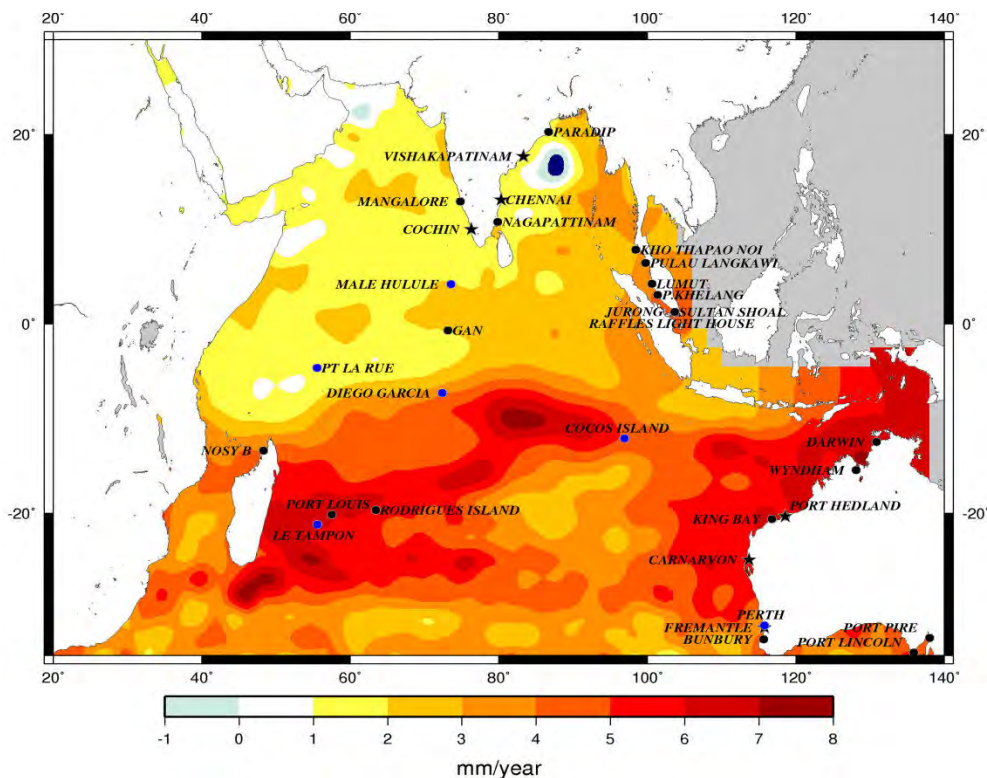 20° 40° 60° 80° 100° 120° 140°
20° 20°
PARADIP
VISHAKAPATINAM
MANGALORE CHENNAI
COCHIN NAGAPATTINAM
KHO THAPAO NOI
PULAU LANGKAWI
MALE HULULE LUMUT
P.KHELANG
JURONG SULTAN SHOAL
0° GAN RAFFLES LIGHT HOUSE 0°
PT LA RUE
DIEGO GARCIA
COCOS ISLAND
DARWIN
NOSY B
WYNDHAM
PORT LOUIS RODRIGUES ISLAND PORT HEDLAND
-20° KING BAY -20°
LE TAMPON
CARNARVON
PERTH
FREMANTLE PORT PIRE
BUNBURY PORT LINCOLN
20° 40° 60° 80° 100° 120° 140°
-1 0 1 2 3 4 5 6 7 8
mm/year